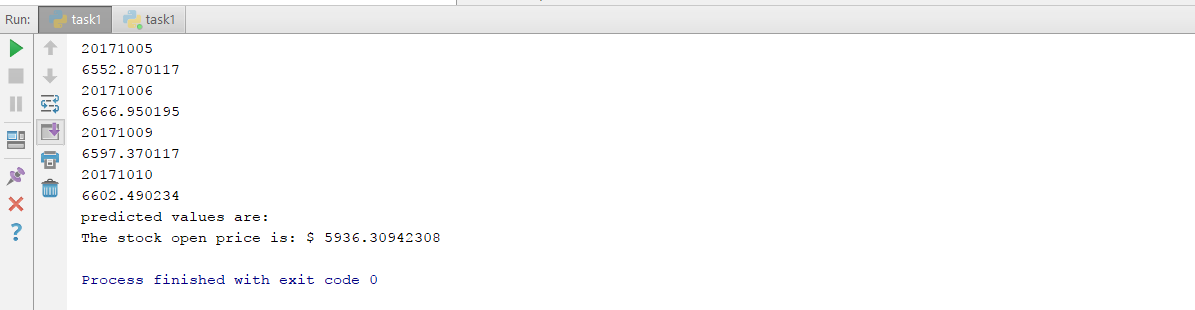 Run: task1 task1
20171005
6552.870117
20171006
6566.950195
20171009
6597.370117
20171010
6602.490234
predicted values are:
The stock open price is: $ 5936.30942308
Process finished with exit code 0